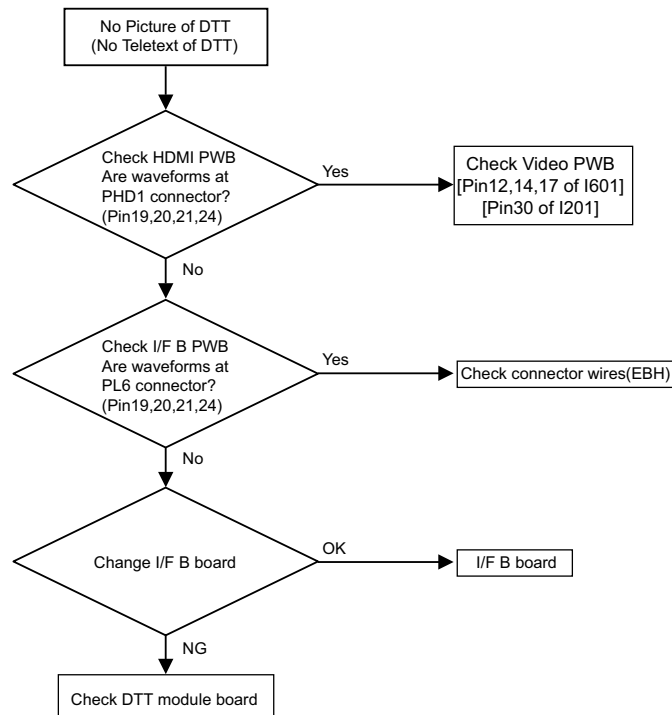 No Picture of DTT
(No Teletext of DTT)
Check HDMI PWB
Are waveforms at
PHD1 connector?
(Pin19,20,21,24)
Yes
Check Video PWB
[Pin12,14,17 of I601]
[Pin30 of I201]
No
Check I/F B PWB
Are waveforms at
PL6 connector?
(Pin19,20,21,24)
Yes
Check connector wires(EBH)
No
Change I/F B board
OK
I/F B board
NG
Check DTT module board